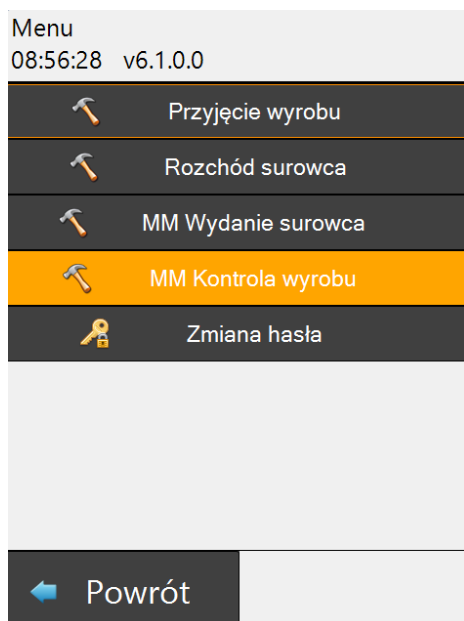 Menu
08:56:28 v6.1.0.0
Przyjęcie wyrobu
Rozchód surowca
MM Wydanie surowca
MM Kontrola wyrobu
Zmiana hasła
Powrót